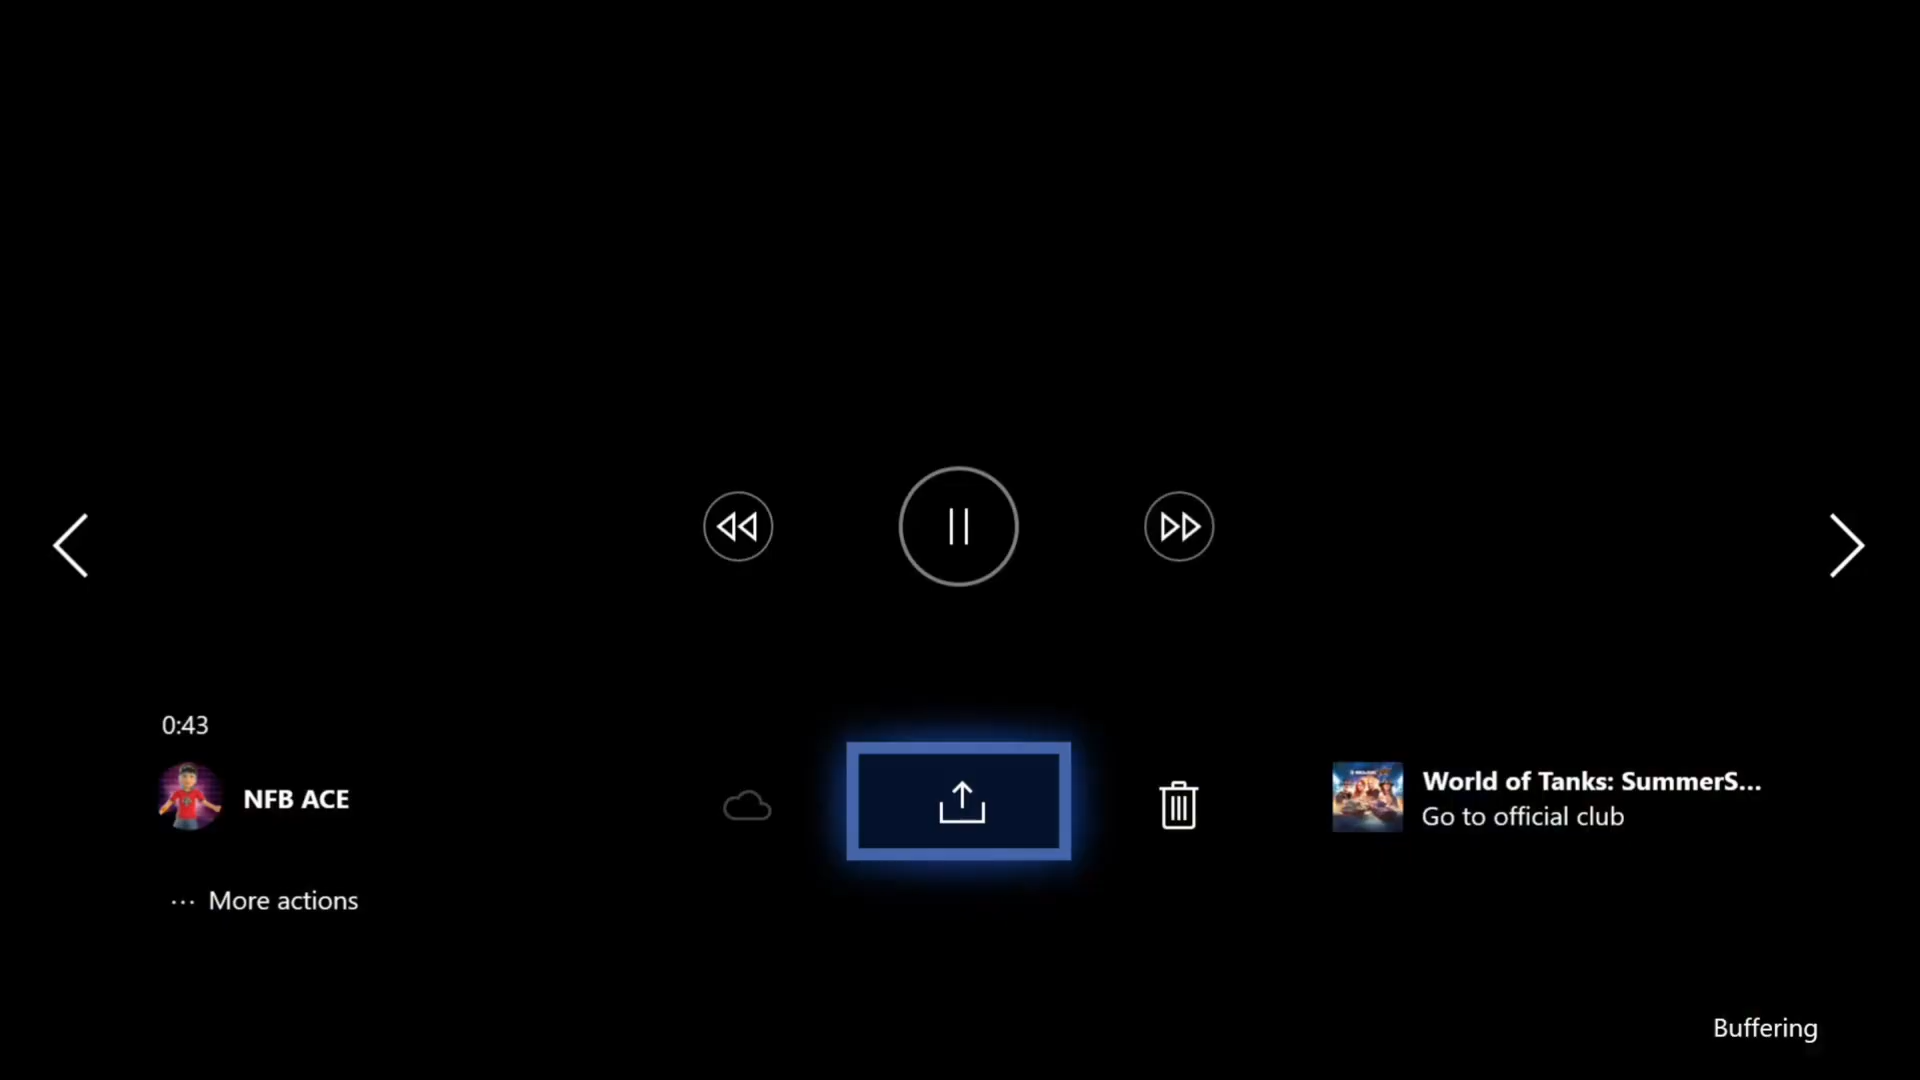 0:43
NFB ACE
World of Tanks: SummerS...
Go to official club
··· More actions
Buffering